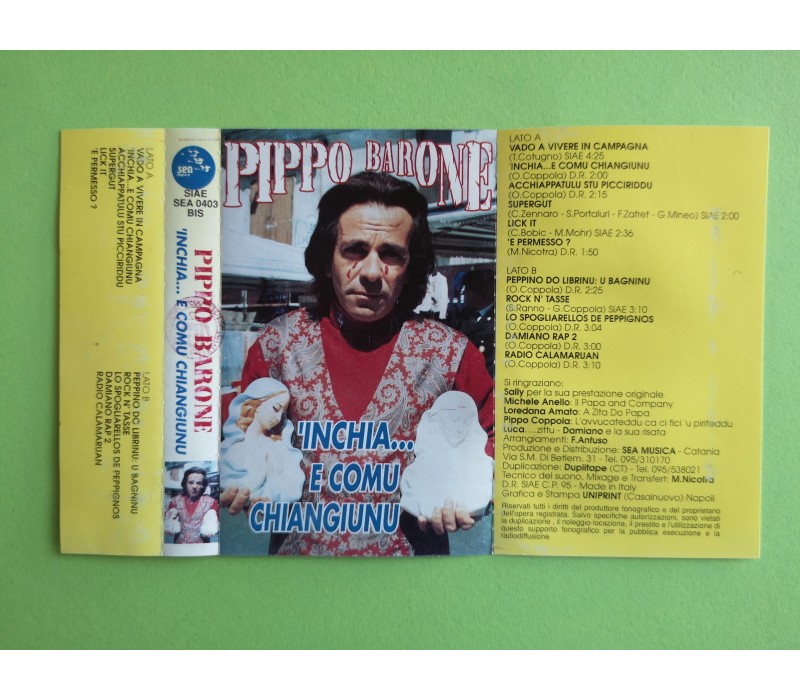 LATO A
VADO A VIVERE IN CAMPAGNA
'INCHIA...E COMU CHIANGIUNU
ACCHIAPPATULU STU PICCIRIDDU
SUPERGUT
LICK IT
'E PERMESSO ?
LATO B
PEPPINO DO LIBRINU: U BAGNINU
ROCK N' TASSE
LO SPOGLIARELLOS DE PEPPIGNOS
DAMIANO RAP 2
RADIO CALAMARUAN
sea
SIAE
SEA 0403
BIS
PIPPO BARONE
'INCHIA... E COMU CHIANGIUNU
PIPPO BARONE
'INCHIA...
E COMU
CHIANGIUNU
LATO A
VADO A VIVERE IN CAMPAGNA
(T.Cotugno) SIAE 4:25
'INCHIA...E COMU CHIANGIUNU
(O.Coppola) D.R. 2:00
ACCHIAPPATULU STU PICCIRIDDU
(O.Coppola) D.R. 2:15
SUPERGUT
(C.Zennaro - S.Portaluri - F.Zafret - G.Mineo) SIAE 2:00
LICK IT
(C.Bobic - M.Mohr) SIAE 2:36
'E PERMESSO ?
(M.Nicotra) D.R. 1:50
LATO B
PEPPINO DO LIBRINU: U BAGNINU
(O.Coppola) D.R. 2:25
ROCK N' TASSE
(S.Ranno - G.Coppola) SIAE 3:10
LO SPOGLIARELLOS DE PEPPIGNOS
(O.Coppola) D.R. 3:04
DAMIANO RAP 2
(O.Coppola) D.R. 3:00
RADIO CALAMARUAN
(O.Coppola) D.R. 3:10
Si ringraziano:
Sally per la sua prestazione originale
Michele Anello: Il Papa and Company
Loredana Amato: A Zita Do Papa
Pippo Coppola: L'avvucateddu ca ci fici 'u piriteddu
Luca.....zittu - Damiano e la sua risata
Arrangiamenti: F.Anfuso
Produzione e Distribuzione: SEA MUSICA - Catania
Via S.M. Di Betlem, 31 - Tel. 095/310170
Duplicazione: Duplitape (CT) - Tel. 095/538021
Tecnico del suono, Mixage e Transfert: M.Nicotra
D.R. SIAE C.P. 95 - Made in Italy
Grafica e Stampa UNIPRINT (Casalnuovo) Napoli
Riservati tutti i diritti del produttore fonografico e del proprietario
dell'opera registrata. Salvo specifiche autorizzazioni, sono vietati
la duplicazione , il noleggio-locazione, il prestito e l'utilizzazione di
questo supporto fonografico per la pubblica esecuzione e la
radiodiffusione